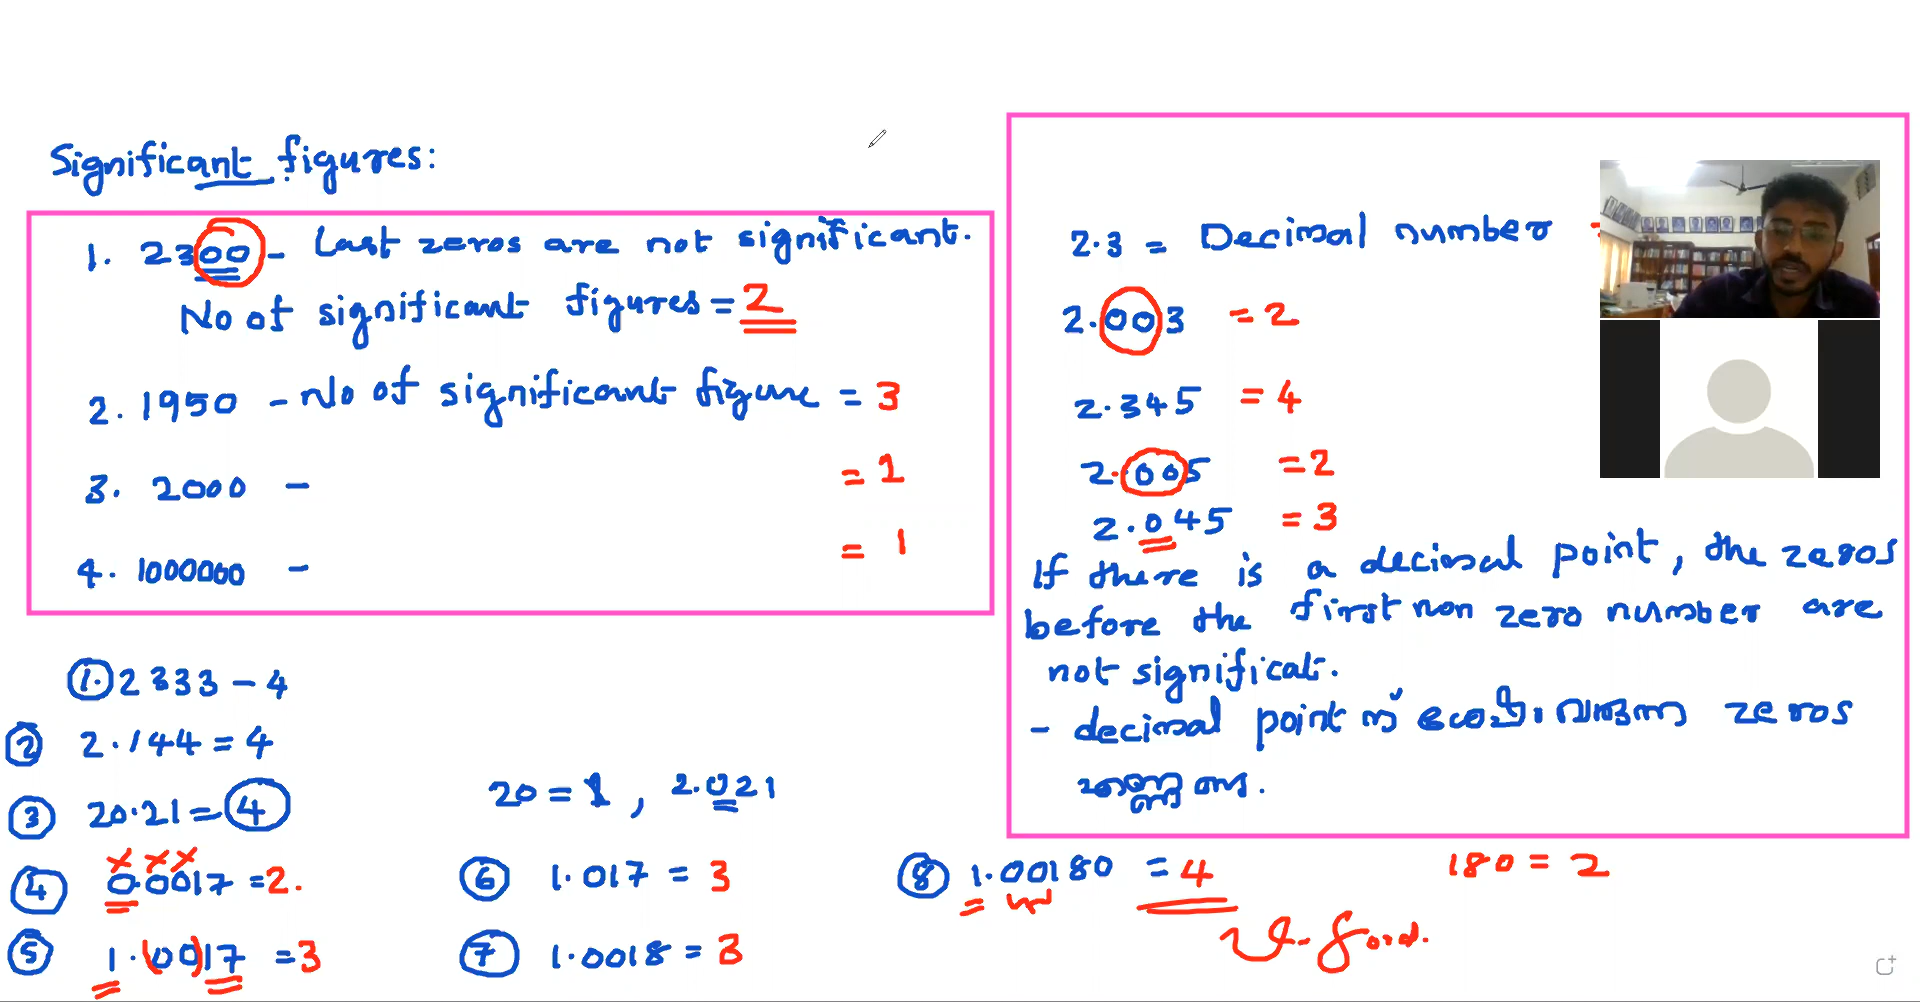 Significant figures:
1. 2300 - Last zeros are not significant.
No of significant figures = 2
2. 1950 - No of significant figure = 3
3. 2000 - = 1
4. 1000000 - = 1
2.3 = Decimal number
2.003 = 2
2.345 = 4
2.005 = 2
2.045 = 3
If there is a decimal point, the zeros
before the first non zero number are
not significat.
- decimal point zeros
① 2333 - 4
② 2.144 = 4
③ 20.21 = 4
④ 0.0017 = 2.
⑤ 1.(00)17 = 3
20 = 1, 2.021
⑥ 1.017 = 3
⑦ 1.0018 = 3
⑧ 1.00180 = 4
180 = 2